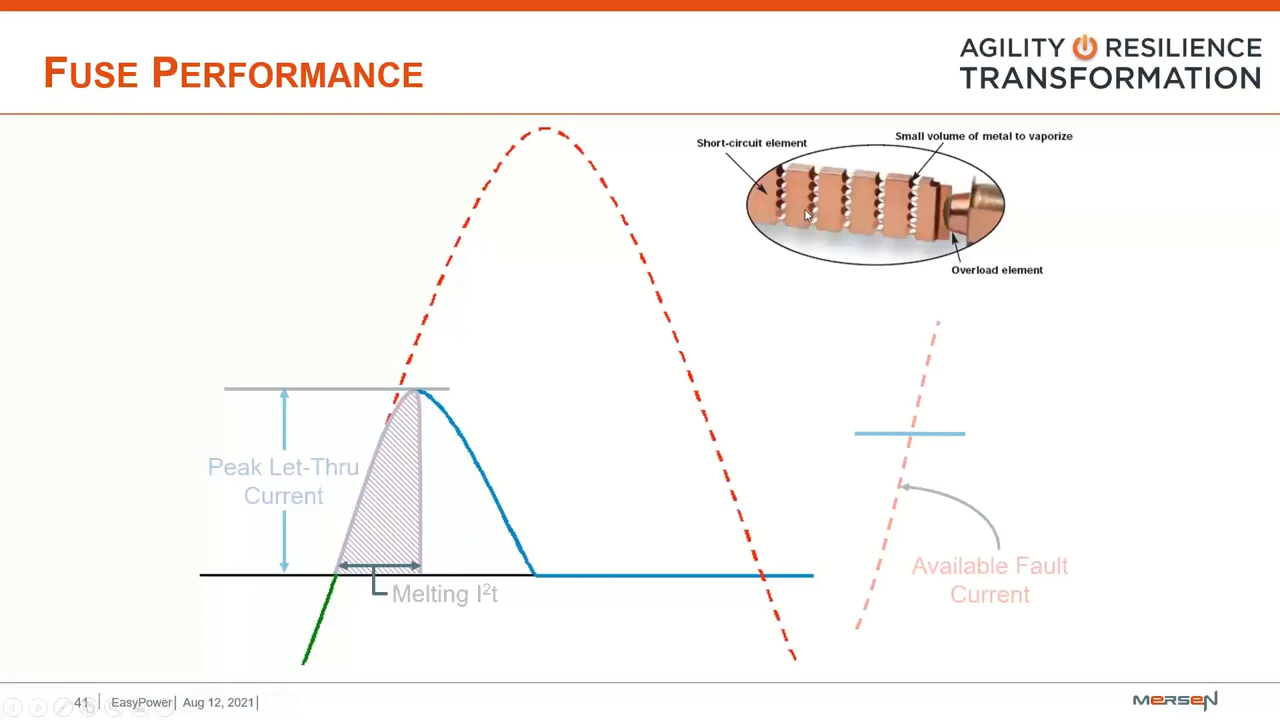 FUSE PERFORMANCE
AGILITY RESILIENCE
TRANSFORMATION
Short-circuit element
Small volume of metal to vaporize
Overload element
Peak Let-Thru
Current
Melting I²t
Available Fault
Current
41 | EasyPower| Aug 12, 2021|
MERSEN